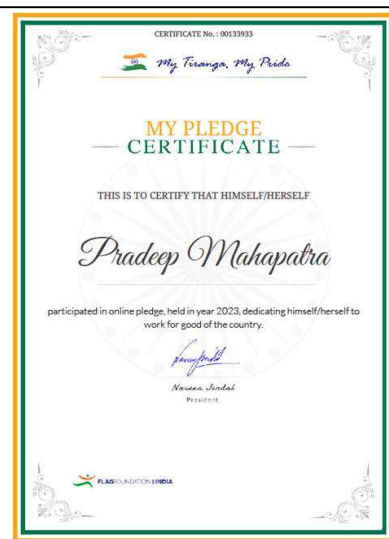 CERTIFICATE No. : 00133933
My Tiranga, My Pride
MY PLEDGE
CERTIFICATE
THIS IS TO CERTIFY THAT HIMSELF/HERSELF
Pradeep Mahapatra
participated in online pledge, held in year 2023, dedicating himself/herself to
work for good of the country.
Naveen Jindal
President
FLAGFOUNDATIONOFINDIA